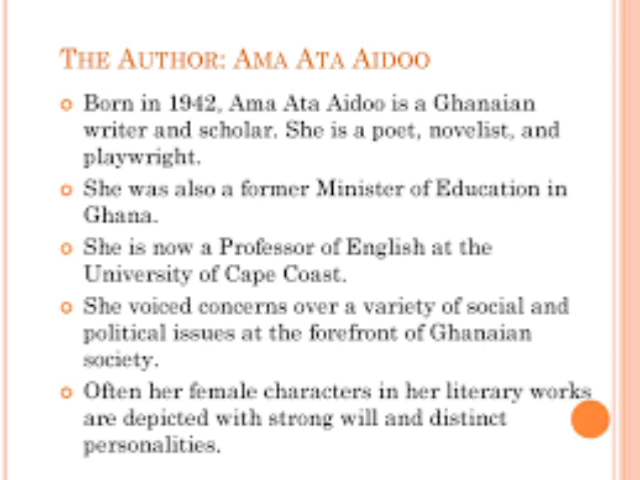 THE AUTHOR: AMA ATA AIDOO
Born in 1942, Ama Ata Aidoo is a Ghanaian
writer and scholar. She is a poet, novelist, and
playwright.
She was also a former Minister of Education in
Ghana.
She is now a Professor of English at the
University of Cape Coast.
She voiced concerns over a variety of social and
political issues at the forefront of Ghanaian
society.
Often her female characters in her literary works
are depicted with strong will and distinct
personalities.